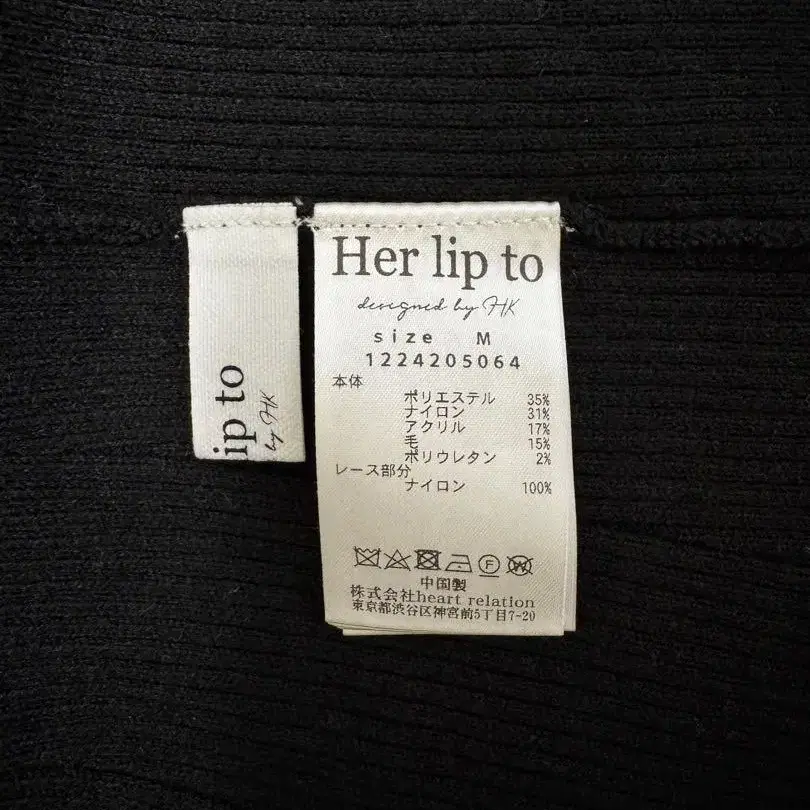 ip to
by HK
Her lip to
designed by HK
size M
1224205064
本体
ポリエステル 35%
ナイロン 31%
アクリル 17%
毛 15%
ポリウレタン 2%
レース部分
ナイロン 100%
F W
中国製
株式会社heart relation
東京都渋谷区神宮前5丁目7-20